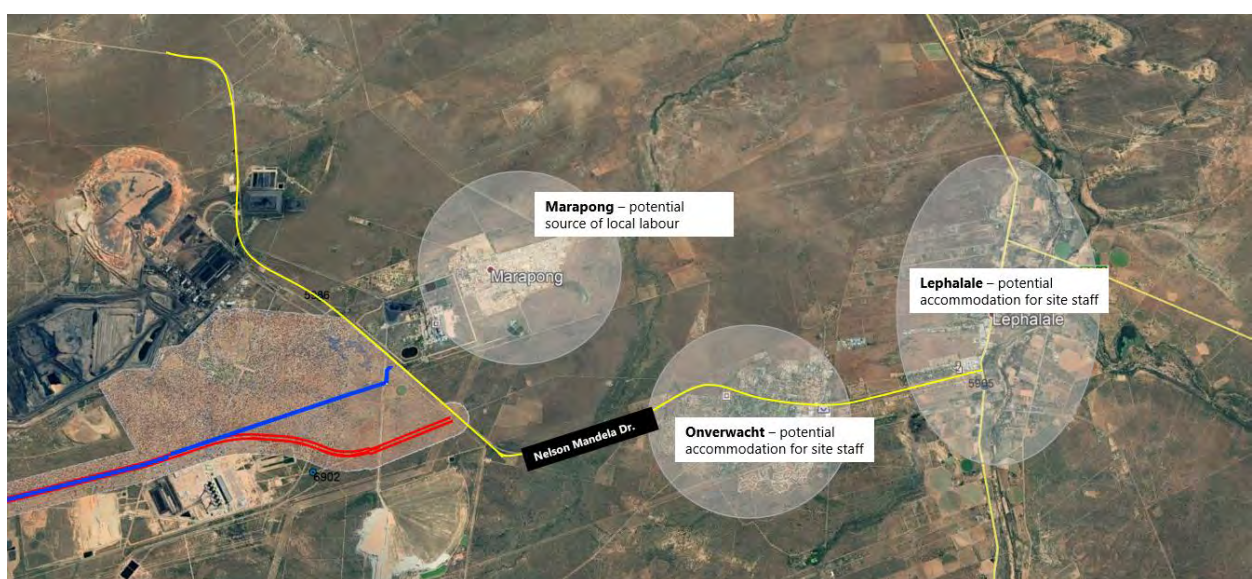 Marapong – potential
source of local labour
Marapong
Lephalale – potential
accommodation for site staff
Lephalale
5986
5905
Onverwacht – potential
accommodation for site staff
Nelson Mandela Dr.
6902